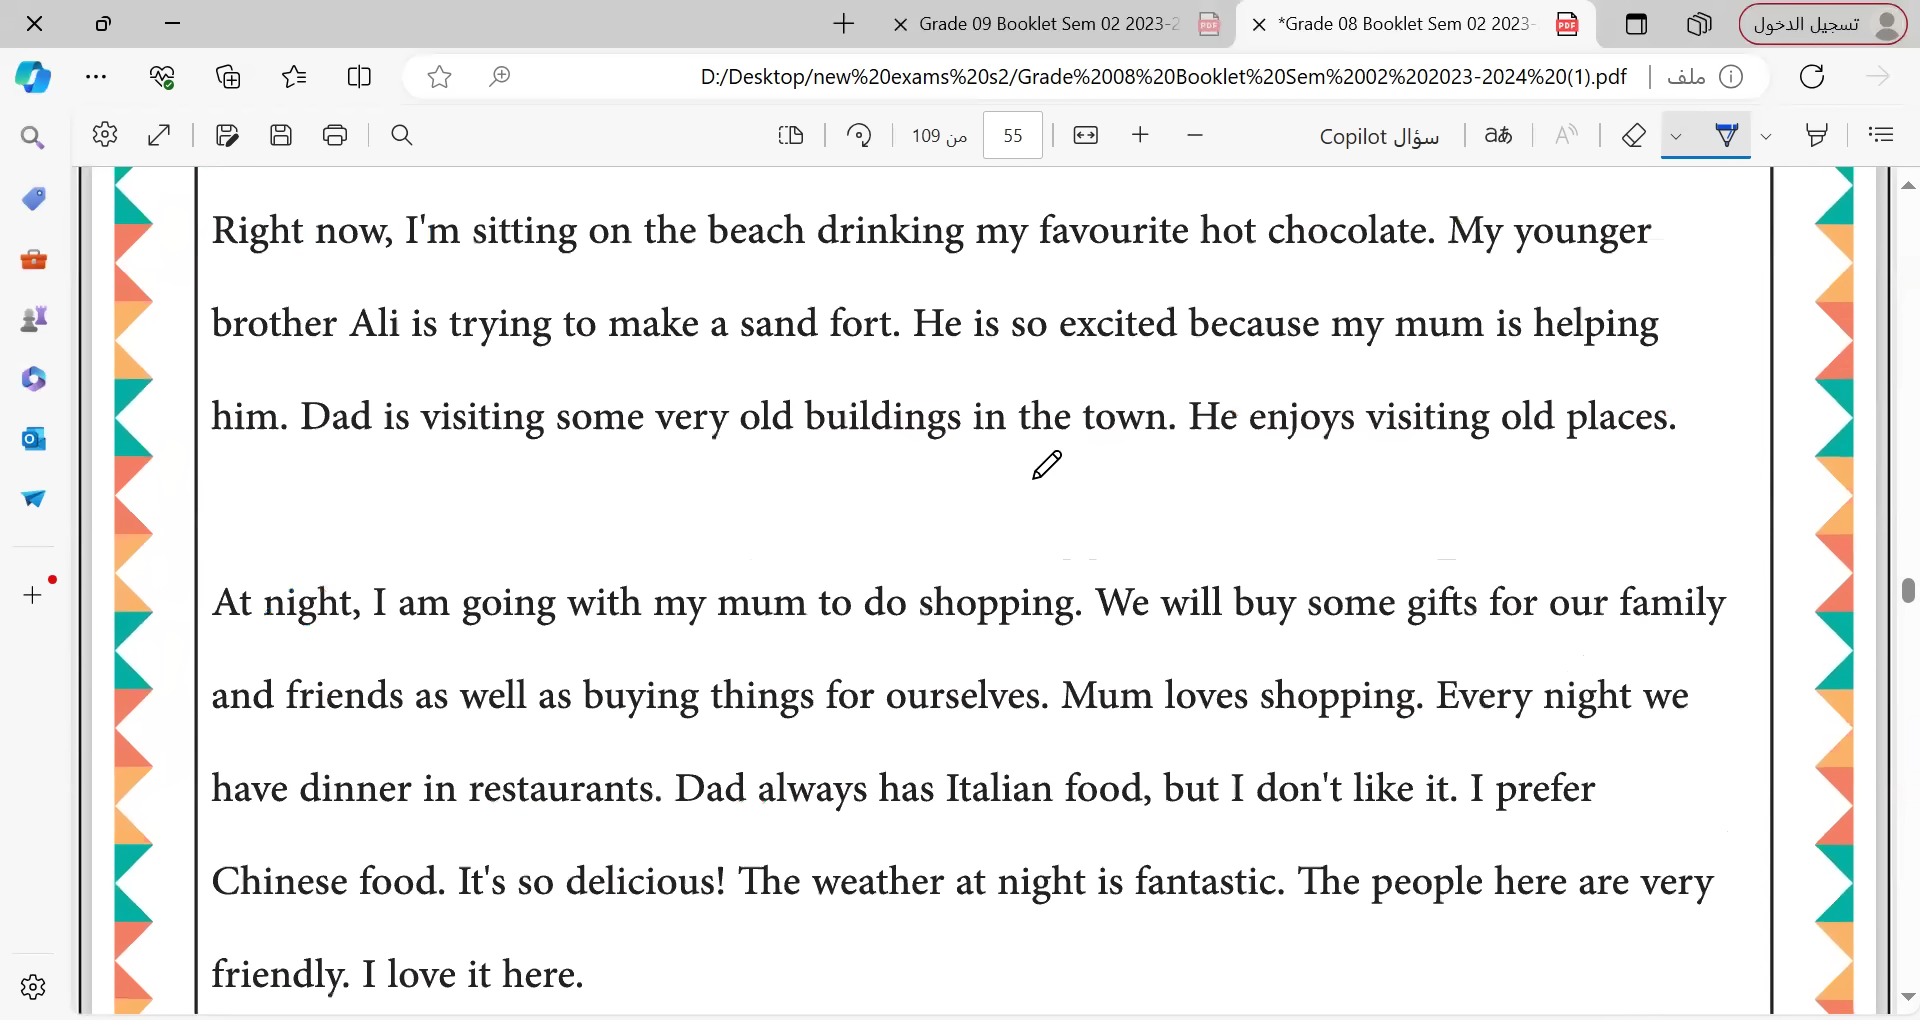 Grade 09 Booklet Sem 02 2023-2
*Grade 08 Booklet Sem 02 2023-
تسجيل الدخول
D:/Desktop/new%20exams%20s2/Grade%2008%20Booklet%20Sem%2002%202023-2024%20(1).pdf
ملف
109 من
55
سؤال Copilot
Right now, I'm sitting on the beach drinking my favourite hot chocolate. My younger
brother Ali is trying to make a sand fort. He is so excited because my mum is helping
him. Dad is visiting some very old buildings in the town. He enjoys visiting old places.
At night, I am going with my mum to do shopping. We will buy some gifts for our family
and friends as well as buying things for ourselves. Mum loves shopping. Every night we
have dinner in restaurants. Dad always has Italian food, but I don't like it. I prefer
Chinese food. It's so delicious! The weather at night is fantastic. The people here are very
friendly. I love it here.